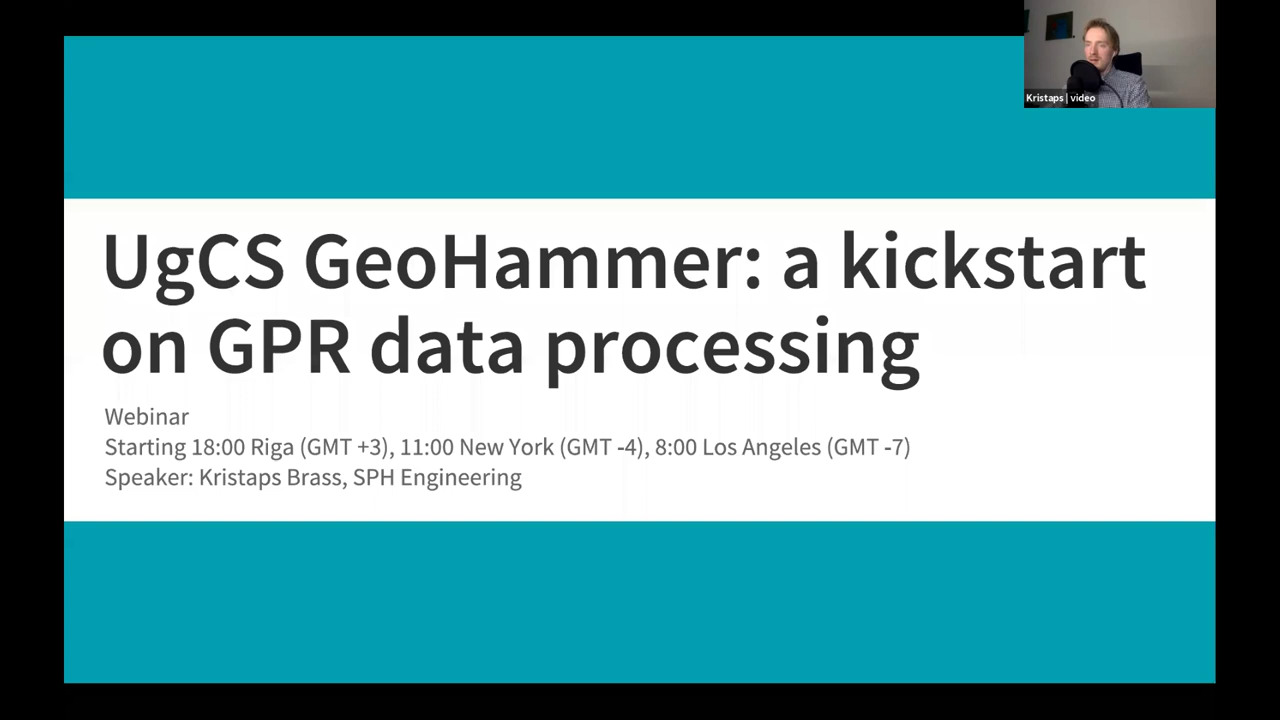 Kristaps | video
UgCS GeoHammer: a kickstart
on GPR data processing
Webinar
Starting 18:00 Riga (GMT +3), 11:00 New York (GMT -4), 8:00 Los Angeles (GMT -7)
Speaker: Kristaps Brass, SPH Engineering